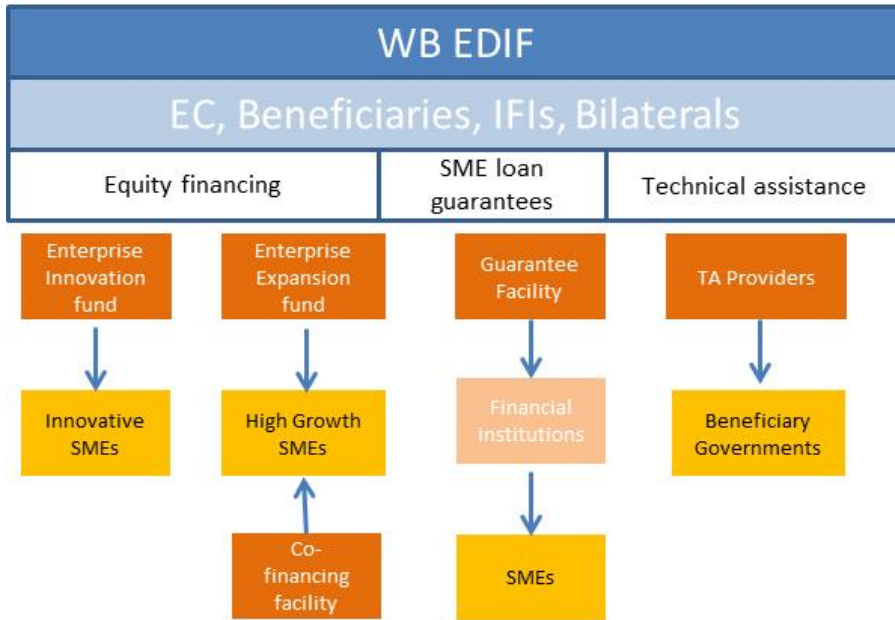 WB EDIF
EC, Beneficiaries, IFIs, Bilaterals
Equity financing
SME loan
guarantees
Technical assistance
Enterprise
Innovation
fund
Enterprise
Expansion
fund
Guarantee
Facility
TA Providers
Innovative
SMEs
High Growth
SMEs
Financial
institutions
Beneficiary
Governments
Co-
financing
facility
SMEs